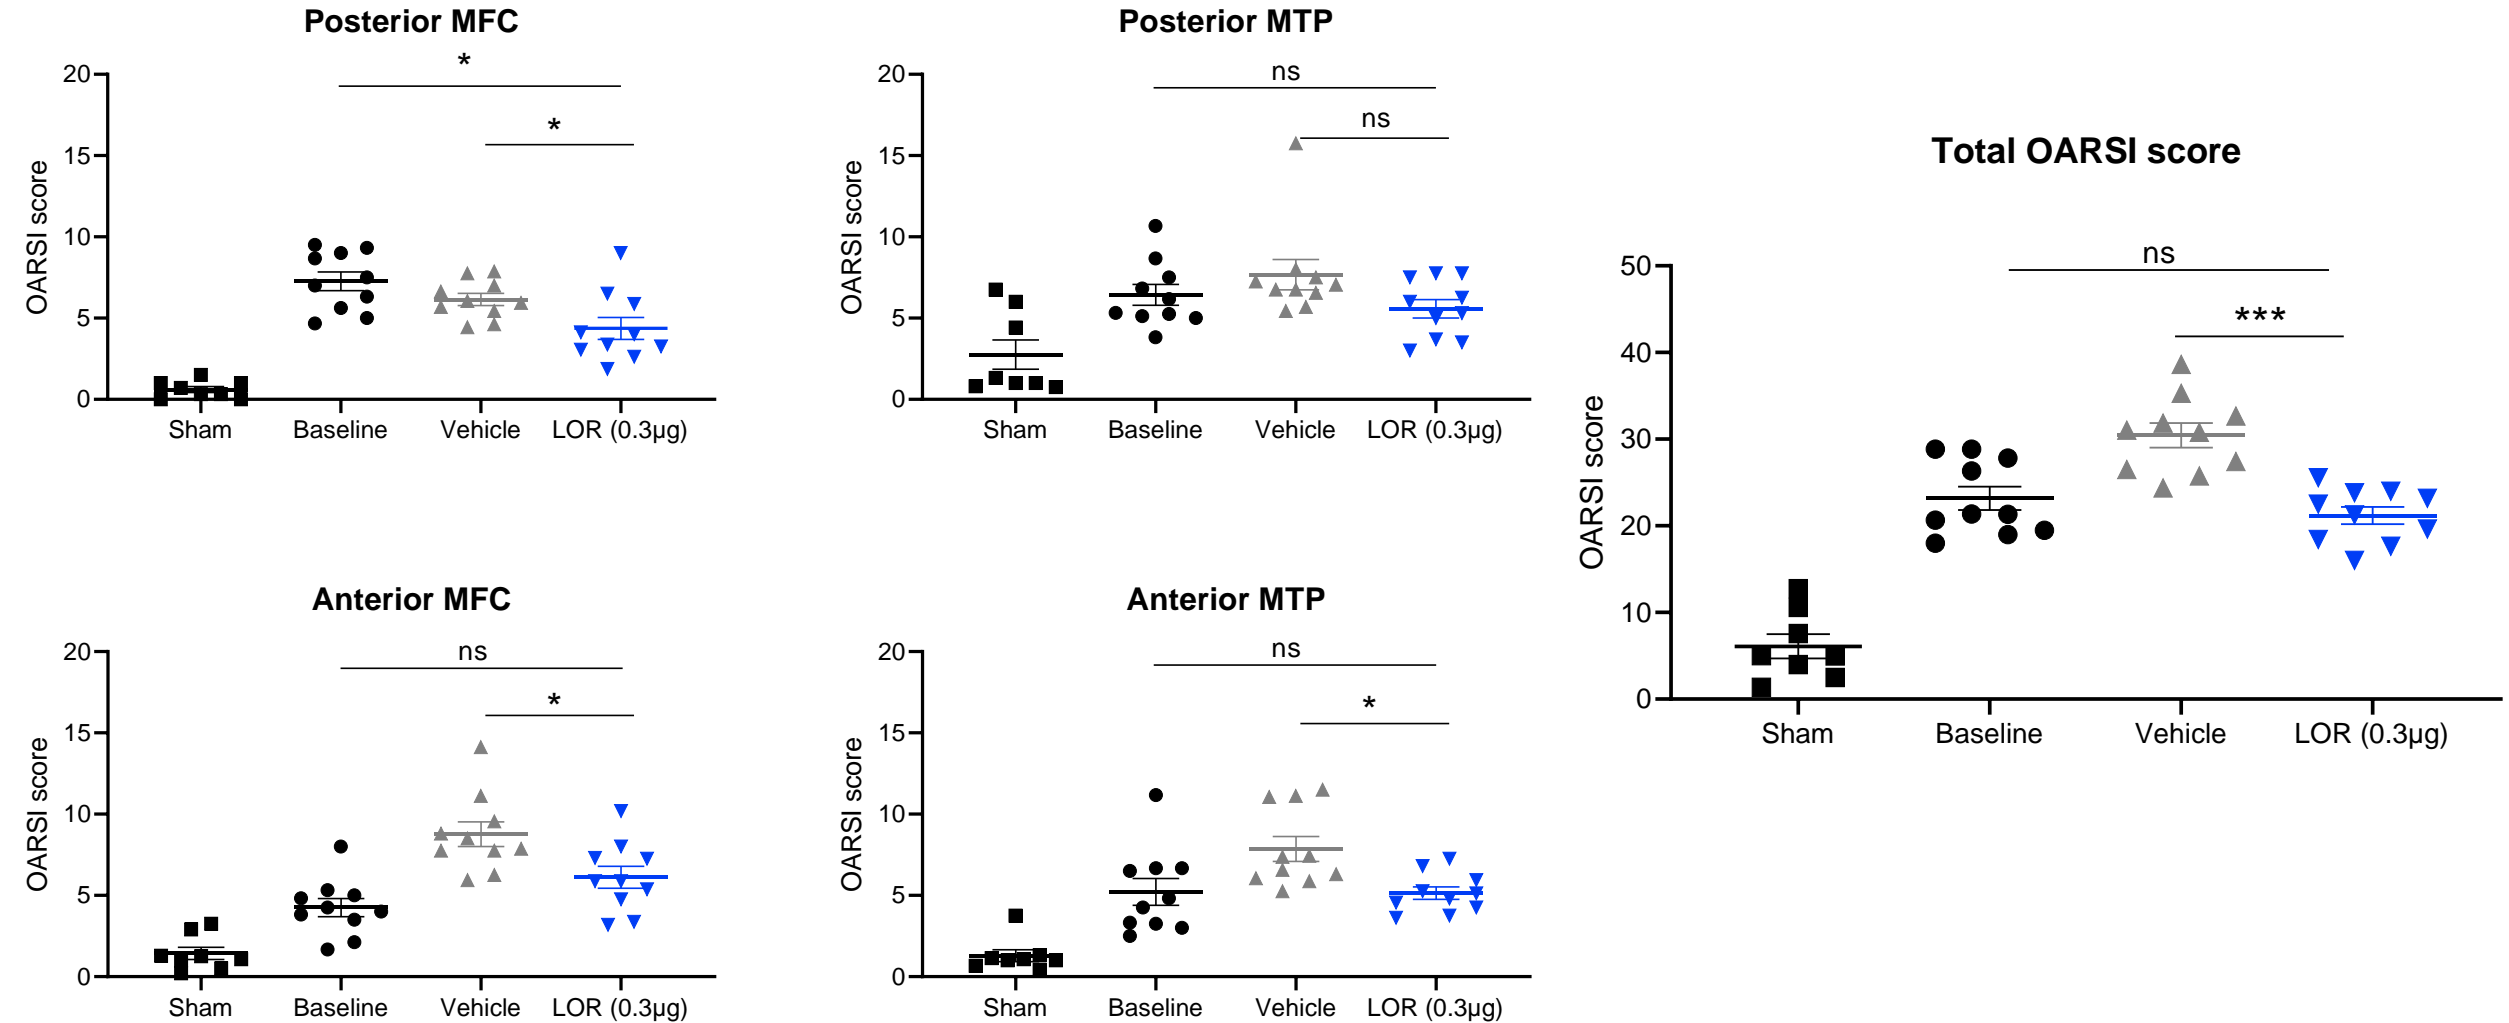 Posterior MFC
*
*
OARSI score
20
15
10
5
0
Sham Baseline Vehicle LOR (0.3µg)
Posterior MTP
ns
ns
OARSI score
20
15
10
5
0
Sham Baseline Vehicle LOR (0.3µg)
Anterior MFC
ns
*
OARSI score
20
15
10
5
0
Sham Baseline Vehicle LOR (0.3µg)
Anterior MTP
ns
*
OARSI score
20
15
10
5
0
Sham Baseline Vehicle LOR (0.3µg)
Total OARSI score
ns
***
OARSI score
50
40
30
20
10
0
Sham Baseline Vehicle LOR (0.3µg)